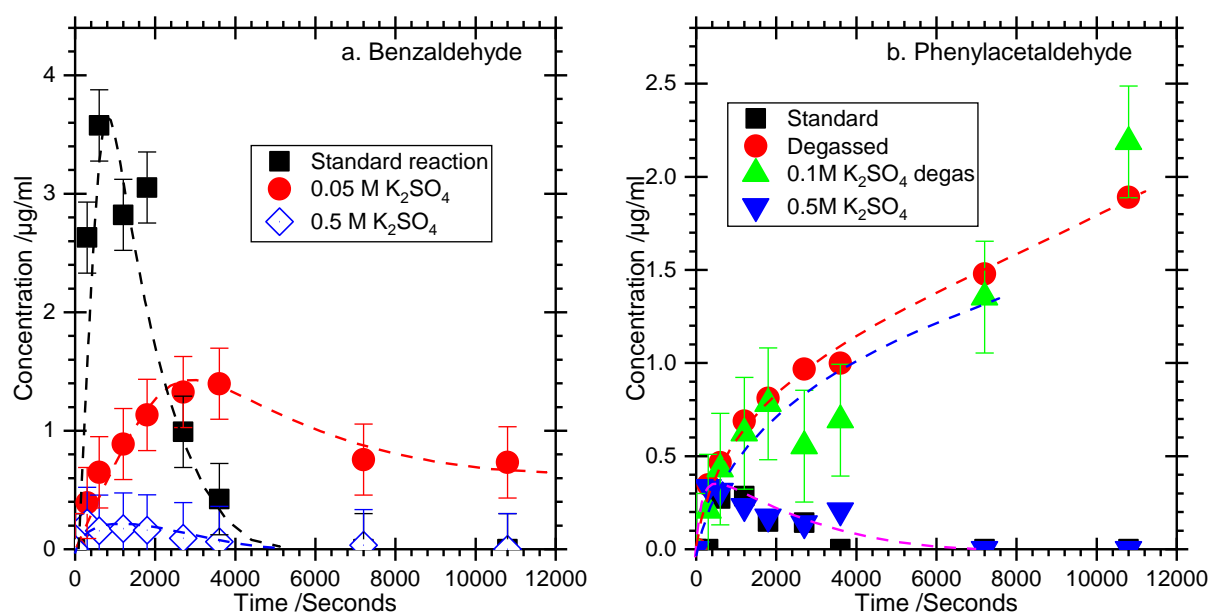 a. Benzaldehyde
Standard reaction
0.05 M K₂SO₄
0.5 M K₂SO₄
Concentration /µg/ml
4
3
2
1
0
0 2000 4000 6000 8000 10000 12000
Time /Seconds
b. Phenylacetaldehyde
Standard
Degassed
0.1M K₂SO₄ degas
0.5M K₂SO₄
Concentration /µg/ml
2.5
2.0
1.5
1.0
0.5
0.0
0 2000 4000 6000 8000 10000 12000
Time /Seconds